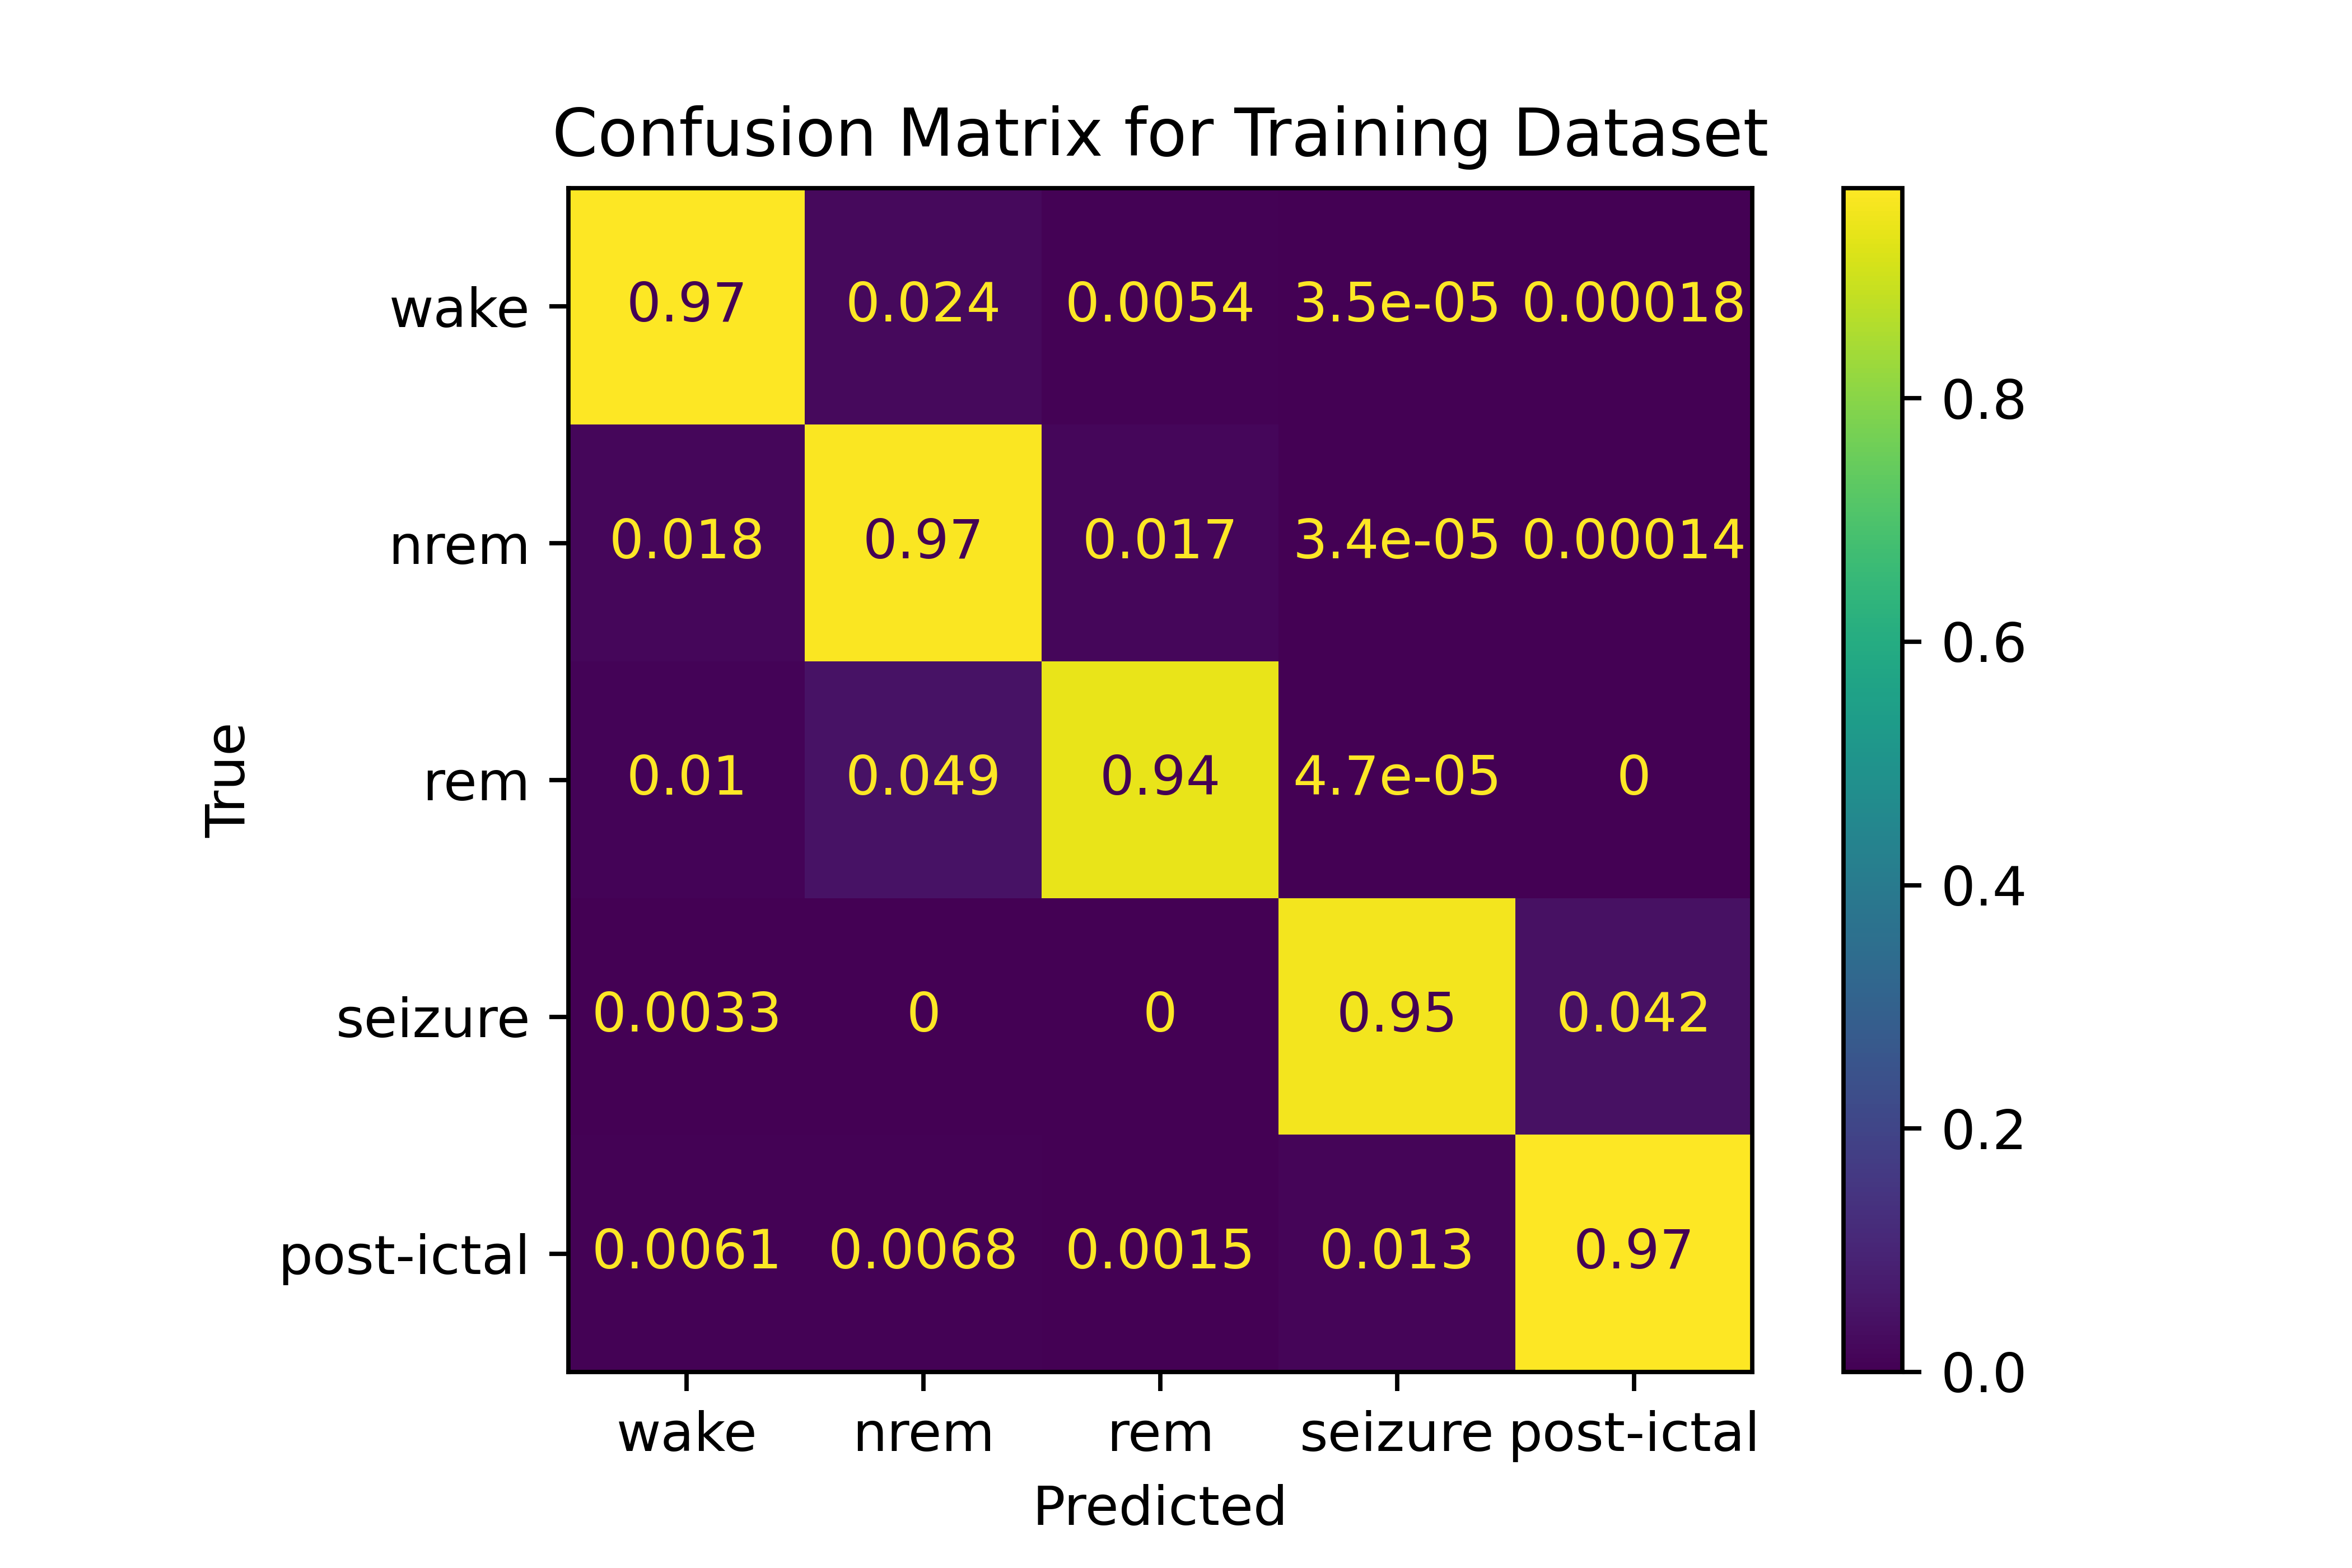 Confusion Matrix for Training Dataset
wake 0.97 0.024 0.0054 3.5e-05 0.00018
nrem 0.018 0.97 0.017 3.4e-05 0.00014
rem 0.01 0.049 0.94 4.7e-05 0
seizure 0.0033 0 0 0.95 0.042
post-ictal 0.0061 0.0068 0.0015 0.013 0.97
wake nrem rem seizure post-ictal
Predicted
True
0.8
0.6
0.4
0.2
0.0